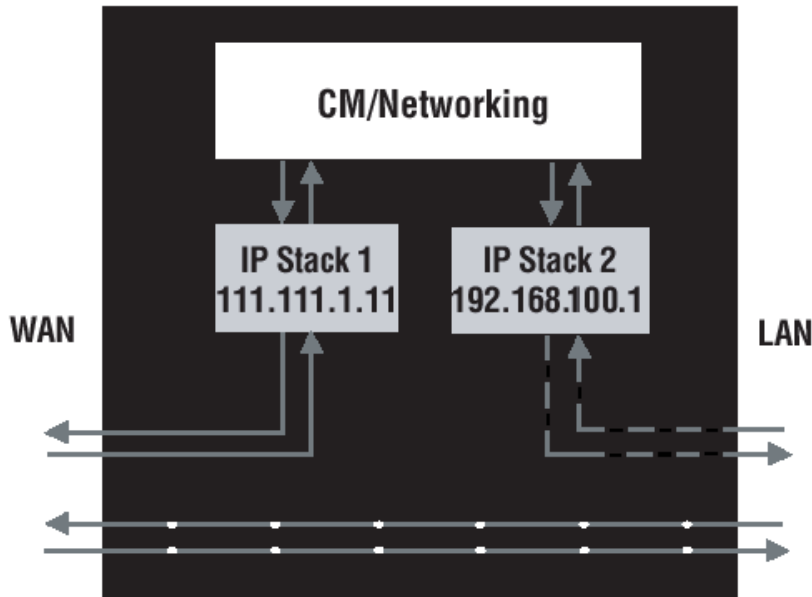 CM/Networking
IP Stack 1
111.111.1.11
IP Stack 2
192.168.100.1
WAN
LAN